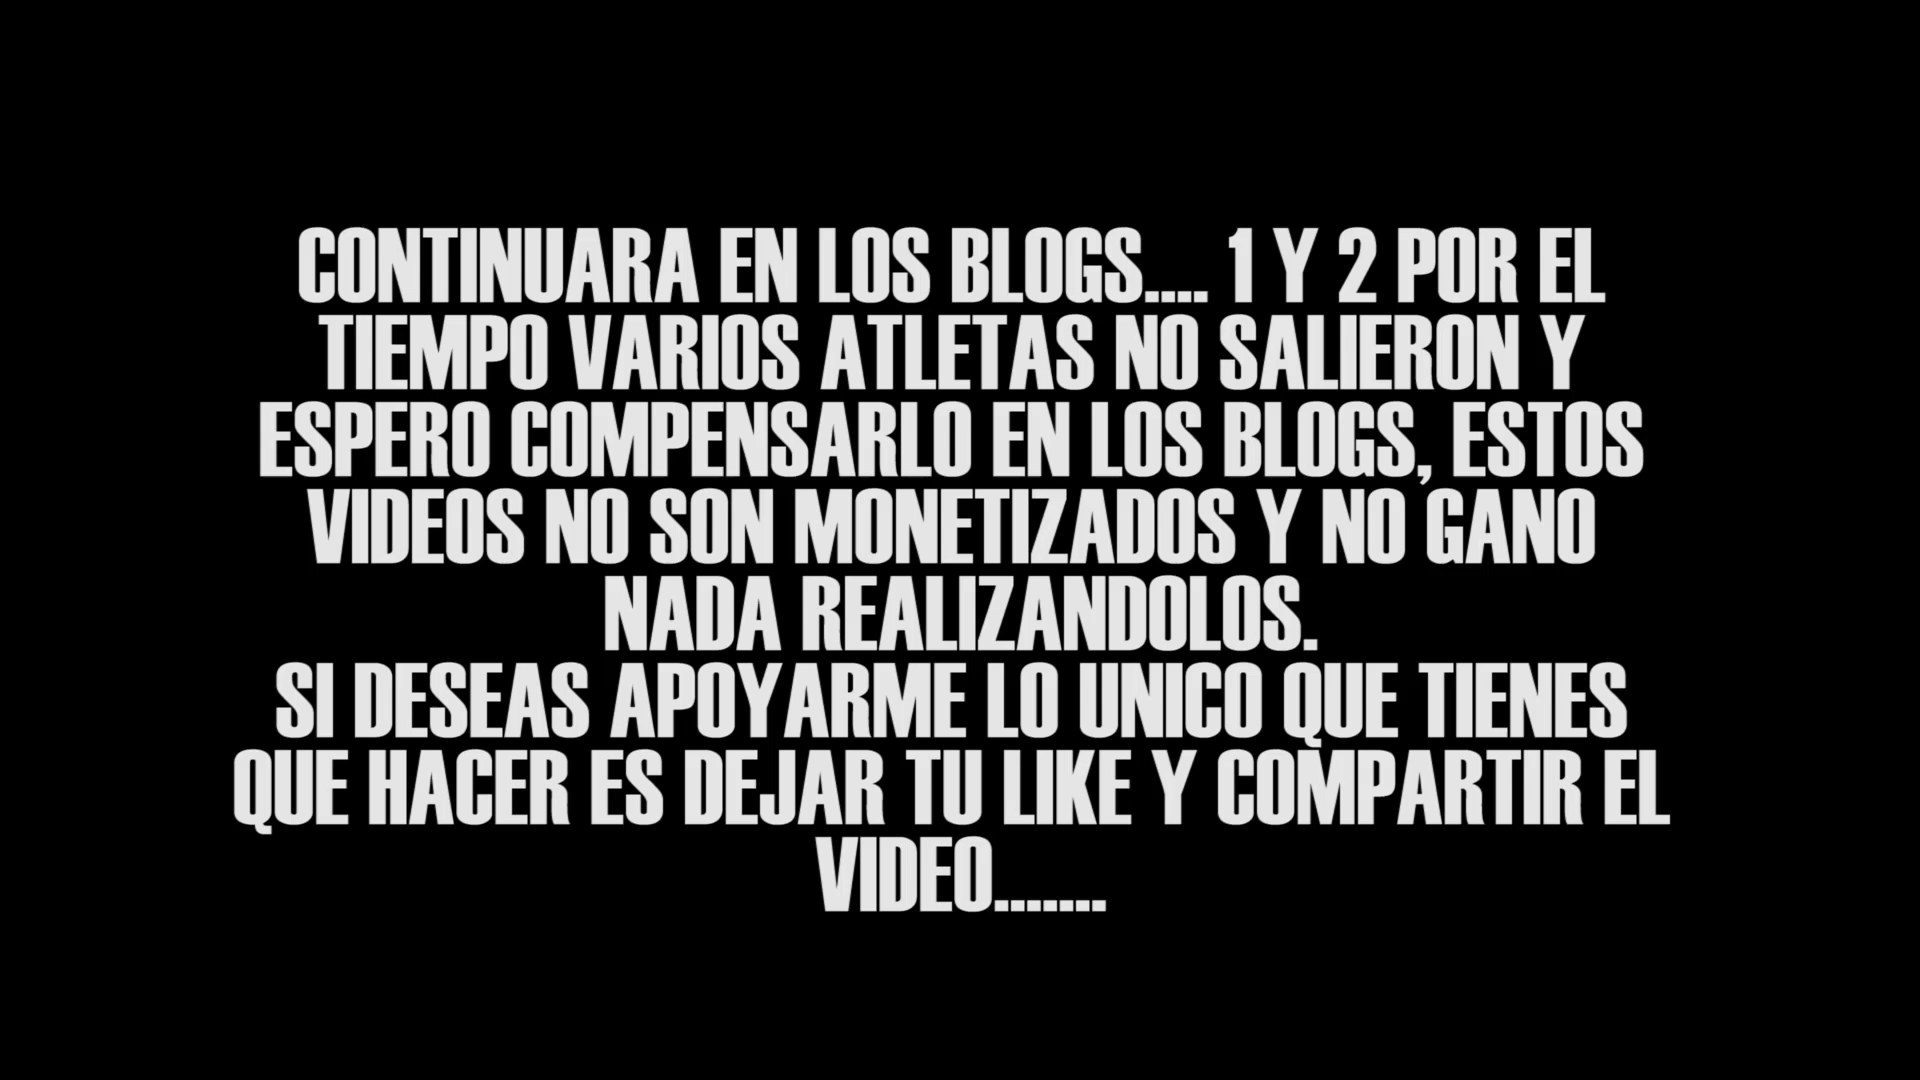 CONTINUARA EN LOS BLOGS.... 1 Y 2 POR EL
TIEMPO VARIOS ATLETAS NO SALIERON Y
ESPERO COMPENSARLO EN LOS BLOGS, ESTOS
VIDEOS NO SON MONETIZADOS Y NO GANO
NADA REALIZANDOLOS.
SI DESEAS APOYARME LO UNICO QUE TIENES
QUE HACER ES DEJAR TU LIKE Y COMPARTIR EL
VIDEO.......